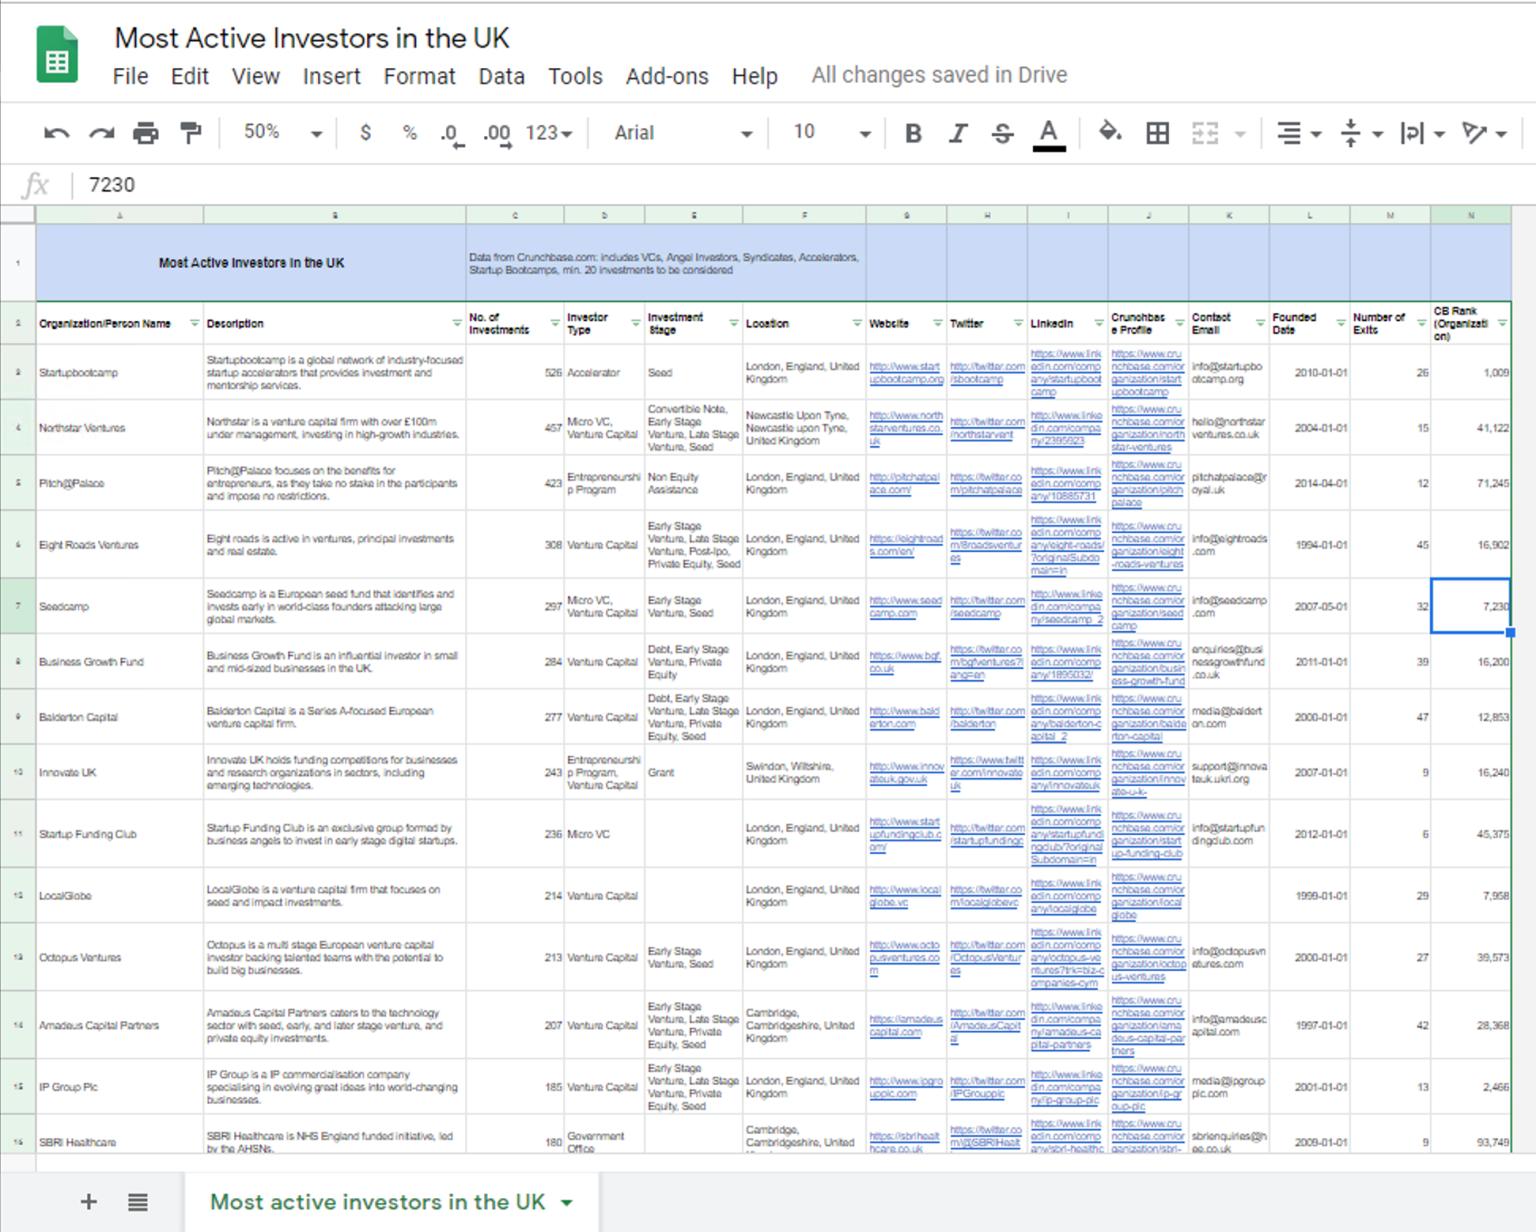 Most Active Investors in the UK
File Edit View Insert Format Data Tools Add-ons Help All changes saved in Drive
50% $ % .0 .00 123 Arial 10 B I S A
fx 7230
A B C D E F G H I J K L M N
1 Most Active Investors in the UK Data from Crunchbase.com: includes VCs, Angel Investors, Syndicates, Accelerators,
Startup Bootcamps, min. 20 investments to be considered
2 Organization/Person Name Description No. of Investments Investor Type Investment Stage Location Website Twitter LinkedIn Crunchbase Profile Contact Email Founded Date Number of Exits CB Rank (Organization)
3 Startupbootcamp
Startupbootcamp is a global network of industry-focused
startup accelerators that provides investment and
mentorship services.
526 Accelerator Seed
London, England, United
Kingdom
http://www.startupbootcamp.org
http://twitter.com/sbootcamp
https://www.linkedin.com/company/startupbootcamp
https://www.crunchbase.com/organization/startupbootcamp
info@startupbootcamp.org
2010-01-01 26 1,009
4 Northstar Ventures
Northstar is a venture capital firm with over £100m
under management, investing in high-growth industries.
457 Micro VC, Venture Capital
Convertible Note,
Early Stage
Venture, Late Stage
Venture, Seed
Newcastle Upon Tyne,
Newcastle upon Tyne,
United Kingdom
http://www.northstarventures.co.uk
http://twitter.com/northstarvent
http://www.linkedin.com/company/2395923
https://www.crunchbase.com/organization/northstar-ventures
hello@northstarventures.co.uk
2004-01-01 15 41,122
5 Pitch@Palace
Pitch@Palace focuses on the benefits for
entrepreneurs, as they take no stake in the participants
and impose no restrictions.
423 Entrepreneurship Program
Non Equity
Assistance
London, England, United
Kingdom
http://pitchatpalace.com/
https://twitter.com/pitchatpalace
https://www.linkedin.com/company/10885731
https://www.crunchbase.com/organization/pitchpalace
pitchatpalace@royal.uk
2014-04-01 12 71,245
6 Eight Roads Ventures
Eight roads is active in ventures, principal investments
and real estate.
308 Venture Capital
Early Stage
Venture, Late Stage
Venture, Post-Ipo,
Private Equity, Seed
London, England, United
Kingdom
https://eightroads.com/en/
https://twitter.com/8roadsventures
https://www.linkedin.com/company/eight-roads/?originalSubdomain=in
https://www.crunchbase.com/organization/eight-roads-ventures
info@eightroads.com
1994-01-01 45 16,902
7 Seedcamp
Seedcamp is a European seed fund that identifies and
invests early in world-class founders attacking large
global markets.
297 Micro VC, Venture Capital
Early Stage
Venture, Seed
London, England, United
Kingdom
http://www.seedcamp.com/
http://twitter.com/seedcamp
http://www.linkedin.com/company/seedcamp_2
https://www.crunchbase.com/organization/seedcamp
info@seedcamp.com
2007-05-01 32 7,230
8 Business Growth Fund
Business Growth Fund is an influential investor in small
and mid-sized businesses in the UK.
284 Venture Capital
Debt, Early Stage
Venture, Private
Equity
London, England, United
Kingdom
https://www.bgf.co.uk
https://twitter.com/bgfventures?lang=en
https://www.linkedin.com/company/1895032/
https://www.crunchbase.com/organization/business-growth-fund
enquiries@businessgrowthfund.co.uk
2011-01-01 39 16,200
9 Balderton Capital
Balderton Capital is a Series A-focused European
venture capital firm.
277 Venture Capital
Debt, Early Stage
Venture, Late Stage
Venture, Private
Equity, Seed
London, England, United
Kingdom
http://www.balderton.com
http://twitter.com/balderton
https://www.linkedin.com/company/balderton-capital_2
https://www.crunchbase.com/organization/balderton-capital
media@balderton.com
2000-01-01 47 12,853
10 Innovate UK
Innovate UK holds funding competitions for businesses
and research organizations in sectors, including
emerging technologies.
243 Entrepreneurship Program, Venture Capital
Grant
Swindon, Wiltshire,
United Kingdom
http://www.innovateuk.gov.uk
https://www.twitter.com/innovateuk
https://www.linkedin.com/company/innovateuk
https://www.crunchbase.com/organization/innovate-u-k-
support@innovateuk.ukri.org
2007-01-01 9 16,240
11 Startup Funding Club
Startup Funding Club is an exclusive group formed by
business angels to invest in early stage digital startups.
236 Micro VC
London, England, United
Kingdom
http://www.startupfundingclub.com/
http://twitter.com/startupfundingc
https://www.linkedin.com/company/startupfundingclub/?originalSubdomain=in
https://www.crunchbase.com/organization/startup-funding-club
info@startupfundingclub.com
2012-01-01 6 45,375
12 LocalGlobe
LocalGlobe is a venture capital firm that focuses on
seed and impact investments.
214 Venture Capital
London, England, United
Kingdom
http://www.localglobe.vc
https://twitter.com/localglobevc
https://www.linkedin.com/company/localglobe
https://www.crunchbase.com/organization/localglobe
1999-01-01 29 7,958
13 Octopus Ventures
Octopus is a multi stage European venture capital
investor backing talented teams with the potential to
build big businesses.
213 Venture Capital
Early Stage
Venture, Seed
London, England, United
Kingdom
http://www.octopusventures.com
http://twitter.com/OctopusVentures
https://www.linkedin.com/company/octopus-ventures?trk=biz-companies-cym
https://www.crunchbase.com/organization/octopus-ventures
info@octopusventures.com
2000-01-01 27 39,573
14 Amadeus Capital Partners
Amadeus Capital Partners caters to the technology
sector with seed, early, and later stage venture, and
private equity investments.
207 Venture Capital
Early Stage
Venture, Late Stage
Venture, Private
Equity, Seed
Cambridge,
Cambridgeshire, United
Kingdom
https://amadeuscapital.com
http://twitter.com/AmadeusCapital
http://www.linkedin.com/company/amadeus-capital-partners
https://www.crunchbase.com/organization/amadeus-capital-partners
info@amadeuscapital.com
1997-01-01 42 28,368
15 IP Group Plc
IP Group is a IP commercialisation company
specialising in evolving great ideas into world-changing
businesses.
185 Venture Capital
Early Stage
Venture, Late Stage
Venture, Private
Equity, Seed
London, England, United
Kingdom
http://www.ipgroupplc.com
http://twitter.com/IPGroupplc
http://www.linkedin.com/company/ip-group-plc
https://www.crunchbase.com/organization/ip-group-plc
media@ipgroupplc.com
2001-01-01 13 2,466
16 SBRI Healthcare
SBRI Healthcare is NHS England funded initiative, led
by the AHSNs.
180 Government Office
Cambridge,
Cambridgeshire, United
https://sbrihealthcare.co.uk
https://twitter.com/@SBRIHealt
https://www.linkedin.com/company/sbri-healthc
https://www.crunchbase.com/organization/sbri-
sbrienquiries@hee.co.uk
2009-01-01 9 93,749
Most active investors in the UK